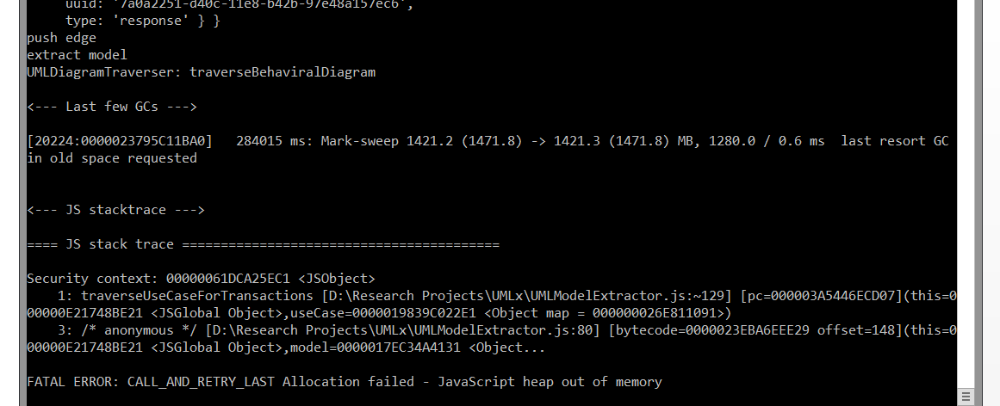 uuid: '7a0a2251-d40c-11e8-b42b-97e48a157ec6',
type: 'response' } }
push edge
extract model
UMLDiagramTraverser: traverseBehaviralDiagram
<--- Last few GCs --->
[20224:0000023795C11BA0]   284015 ms: Mark-sweep 1421.2 (1471.8) -> 1421.3 (1471.8) MB, 1280.0 / 0.6 ms  last resort GC
in old space requested
<--- JS stacktrace --->
==== JS stack trace =========================================
Security context: 00000061DCA25EC1 <JSObject>
1: traverseUseCaseForTransactions [D:\Research Projects\UMLx\UMLModelExtractor.js:~129] [pc=000003A5446ECD07](this=0
00000E21748BE21 <JSGlobal Object>,useCase=0000019839C022E1 <Object map = 000000026E811091>)
3: /* anonymous */ [D:\Research Projects\UMLx\UMLModelExtractor.js:80] [bytecode=0000023EBA6EEE29 offset=148](this=0
00000E21748BE21 <JSGlobal Object>,model=0000017EC34A4131 <Object...
FATAL ERROR: CALL_AND_RETRY_LAST Allocation failed - JavaScript heap out of memory